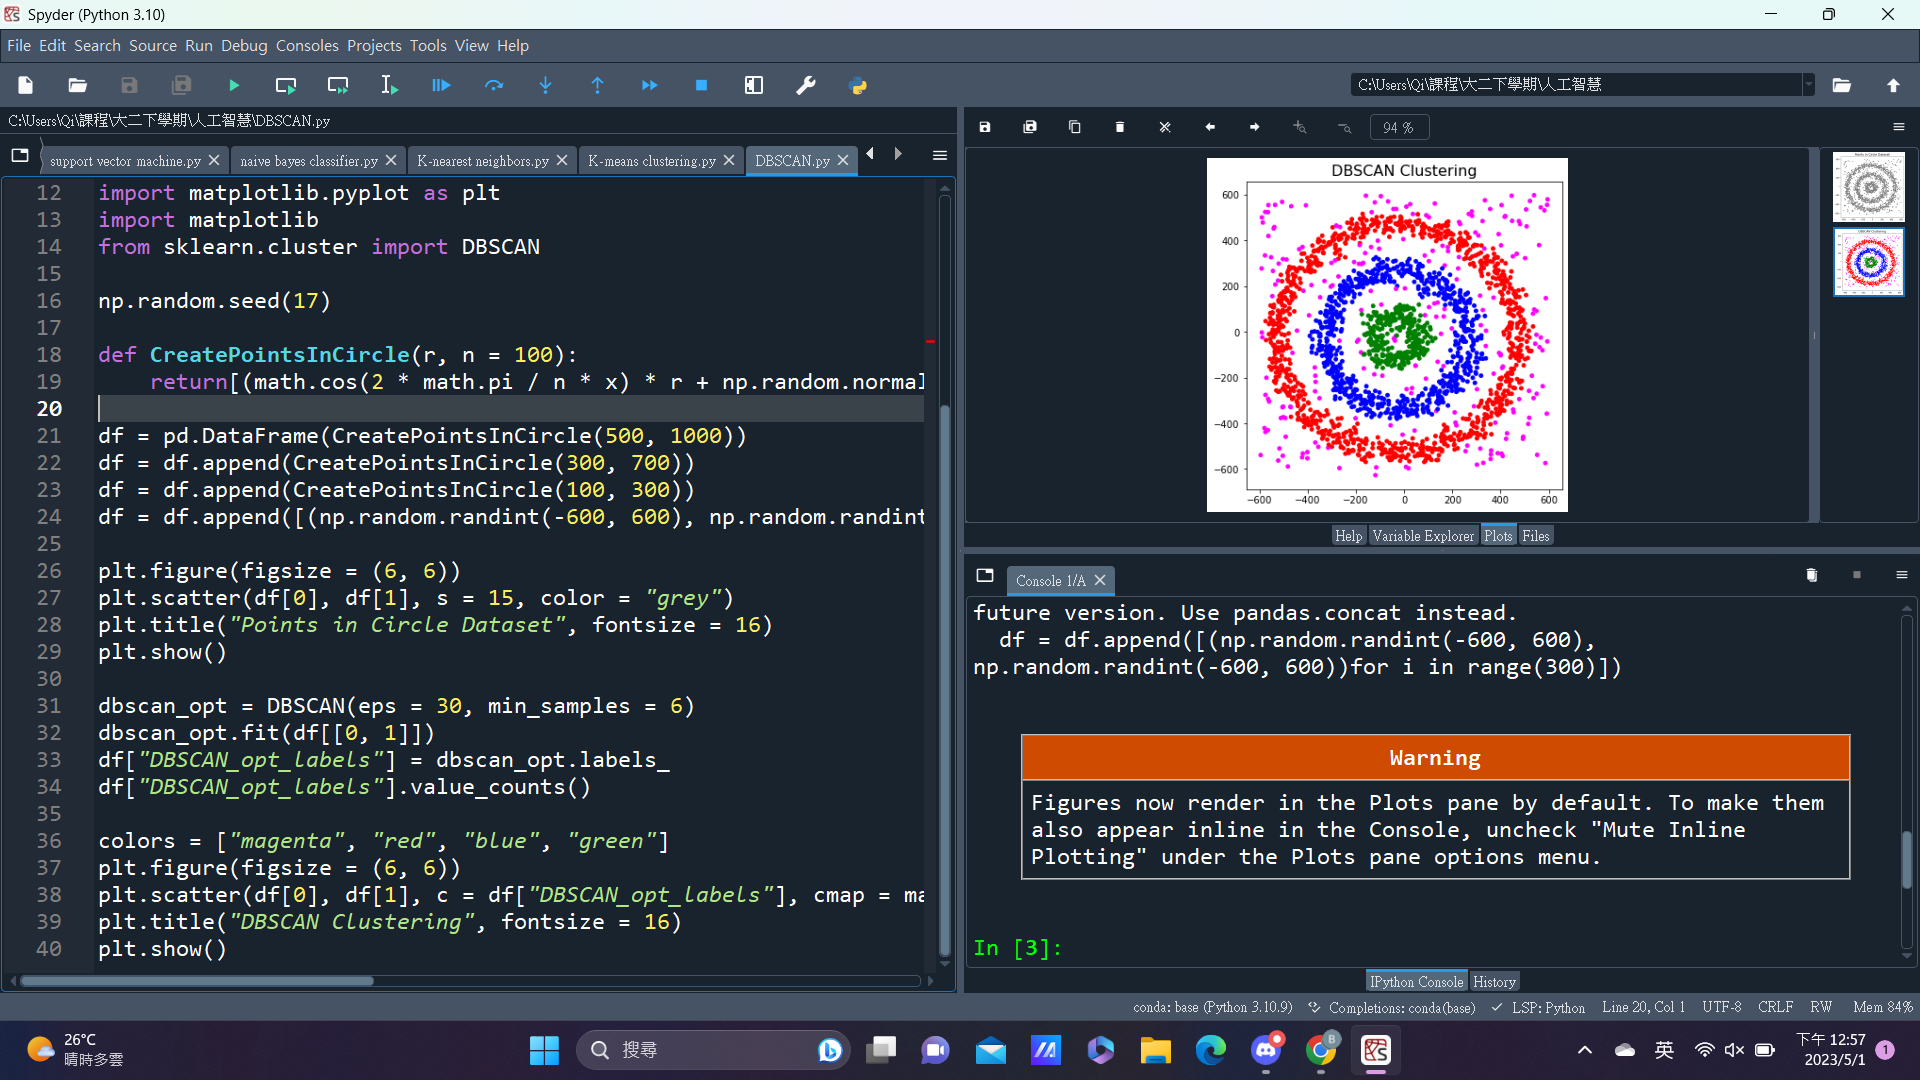 Spyder (Python 3.10)
File Edit Search Source Run Debug Consoles Projects Tools View Help
C:\Users\Qi\課程\大二下學期\人工智慧
C:\Users\Qi\課程\大二下學期\人工智慧\DBSCAN.py
support vector machine.py
naive bayes classifier.py
K-nearest neighbors.py
K-means clustering.py
DBSCAN.py
12 import matplotlib.pyplot as plt
13 import matplotlib
14 from sklearn.cluster import DBSCAN
15
16 np.random.seed(17)
17
18 def CreatePointsInCircle(r, n = 100):
19 return[(math.cos(2 * math.pi / n * x) * r + np.random.normal
20
21 df = pd.DataFrame(CreatePointsInCircle(500, 1000))
22 df = df.append(CreatePointsInCircle(300, 700))
23 df = df.append(CreatePointsInCircle(100, 300))
24 df = df.append([(np.random.randint(-600, 600), np.random.randint
25
26 plt.figure(figsize = (6, 6))
27 plt.scatter(df[0], df[1], s = 15, color = "grey")
28 plt.title("Points in Circle Dataset", fontsize = 16)
29 plt.show()
30
31 dbscan_opt = DBSCAN(eps = 30, min_samples = 6)
32 dbscan_opt.fit(df[[0, 1]])
33 df["DBSCAN_opt_labels"] = dbscan_opt.labels_
34 df["DBSCAN_opt_labels"].value_counts()
35
36 colors = ["magenta", "red", "blue", "green"]
37 plt.figure(figsize = (6, 6))
38 plt.scatter(df[0], df[1], c = df["DBSCAN_opt_labels"], cmap = ma
39 plt.title("DBSCAN Clustering", fontsize = 16)
40 plt.show()
94 %
DBSCAN Clustering
600
400
200
0
−200
−400
−600
−600 −400 −200 0 200 400 600
Help Variable Explorer Plots Files
Console 1/A
future version. Use pandas.concat instead.
df = df.append([(np.random.randint(-600, 600),
np.random.randint(-600, 600))for i in range(300)])
Warning
Figures now render in the Plots pane by default. To make them
also appear inline in the Console, uncheck "Mute Inline
Plotting" under the Plots pane options menu.
In [3]:
IPython Console History
conda: base (Python 3.10.9) Completions: conda(base) LSP: Python Line 20, Col 1 UTF-8 CRLF RW Mem 84%
26°C
晴時多雲
搜尋
英
下午 12:57
2023/5/1
1